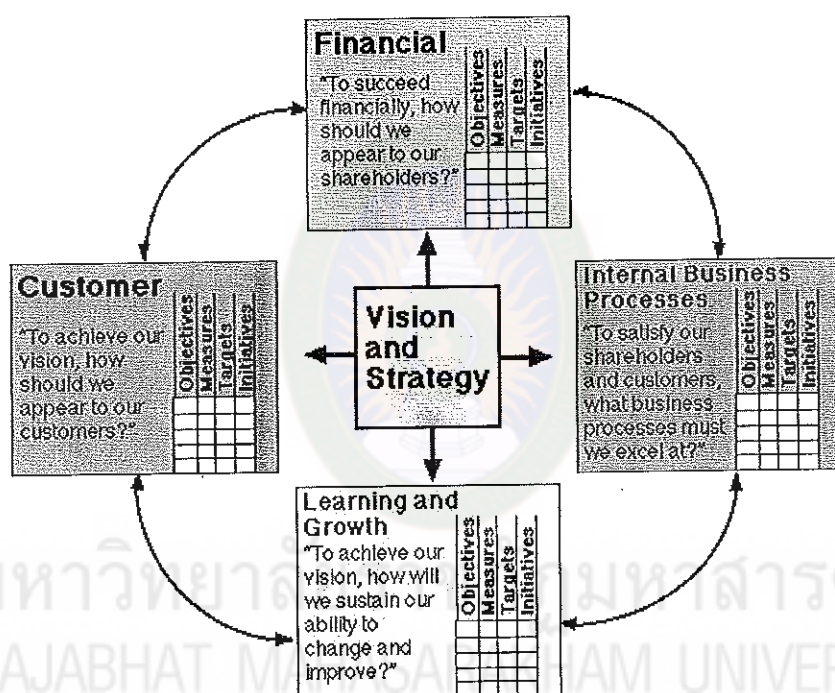 Financial
"To succeed
financially, how
should we
appear to our
shareholders?"
Objectives
Measures
Targets
Initiatives
Customer
"To achieve our
vision, how
should we
appear to our
customers?"
Objectives
Measures
Targets
Initiatives
Vision
and
Strategy
Internal Business
Processes
"To satisfy our
shareholders
and customers,
what business
processes must
we excel at?"
Objectives
Measures
Targets
Initiatives
Learning and
Growth
"To achieve our
vision, how will
we sustain our
ability to
change and
improve?"
Objectives
Measures
Targets
Initiatives